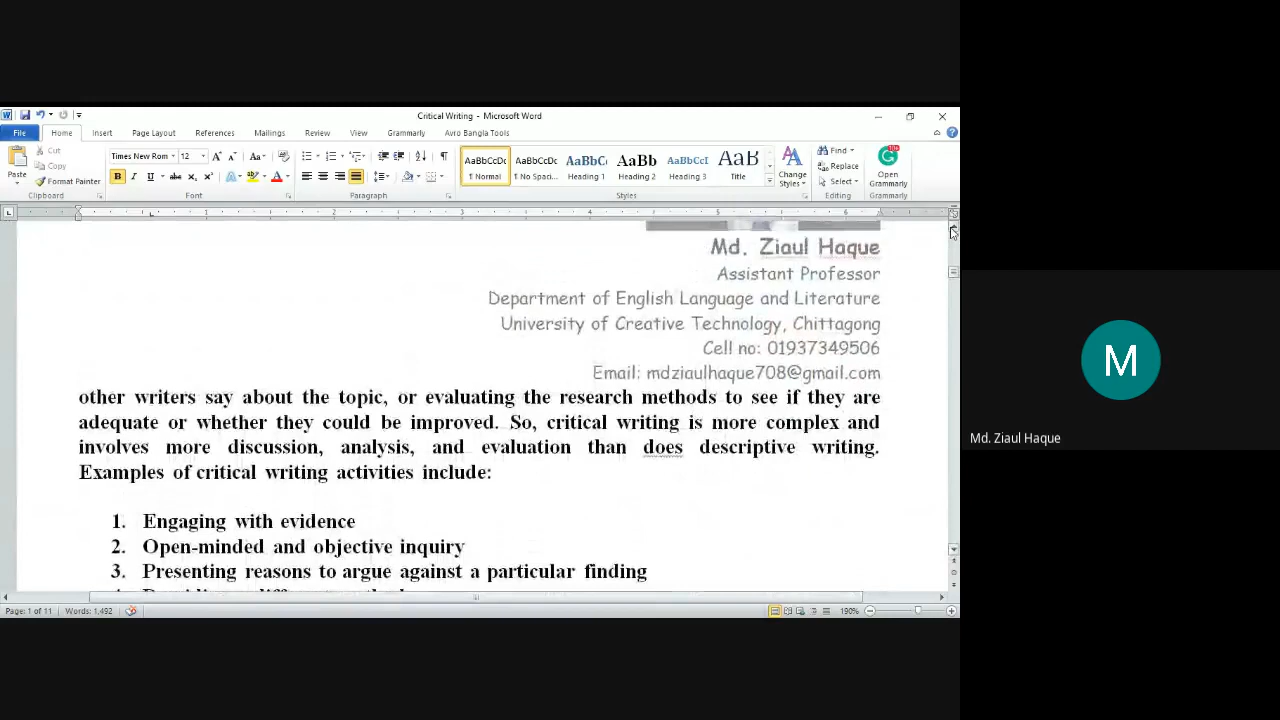 Critical Writing - Microsoft Word
File Home Insert Page Layout References Mailings Review View Grammarly Avro Bangla Tools
Paste
Cut
Copy
Format Painter
Clipboard
Times New Rom 12
Font
Paragraph
AaBbCcDc AaBbCcDc AaBbCc AaBb AaBbCcI AaB
¶ Normal ¶ No Spaci... Heading 1 Heading 2 Heading 3 Title
Styles
Change Styles
Find
Replace
Select
Editing
Open Grammarly
Grammarly
Md. Ziaul Haque
Assistant Professor
Department of English Language and Literature
University of Creative Technology, Chittagong
Cell no: 01937349506
Email: mdziaulhaque708@gmail.com
other writers say about the topic, or evaluating the research methods to see if they are
adequate or whether they could be improved. So, critical writing is more complex and
involves more discussion, analysis, and evaluation than does descriptive writing.
Examples of critical writing activities include:
1. Engaging with evidence
2. Open-minded and objective inquiry
3. Presenting reasons to argue against a particular finding
Page: 1 of 11 Words: 1,492 190%
M
Md. Ziaul Haque